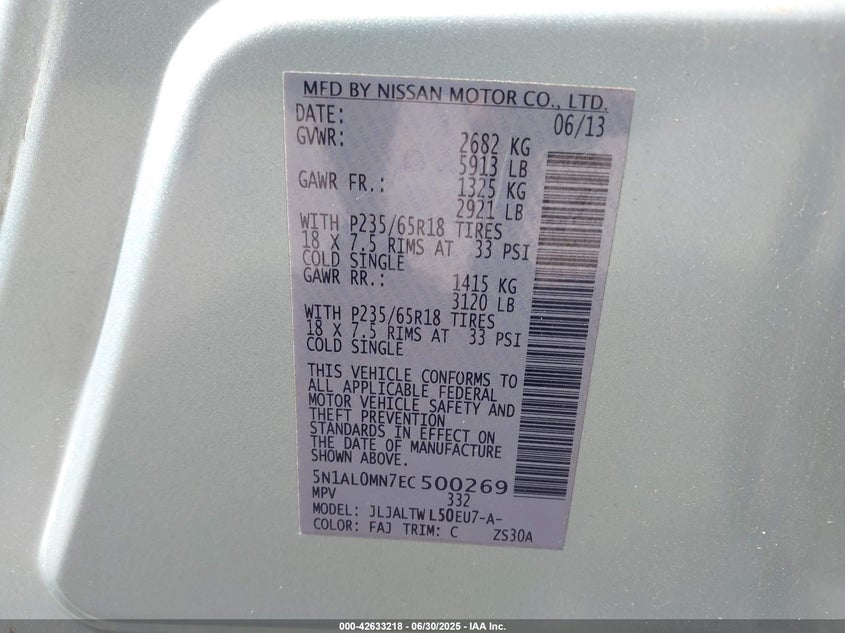 MFD BY NISSAN MOTOR CO., LTD.
DATE: 06/13
GVWR: 2682 KG
5913 LB
GAWR FR.: 1325 KG
2921 LB
WITH P235/65R18 TIRES
18 X 7.5 RIMS AT 33 PSI
COLD SINGLE
GAWR RR.: 1415 KG
3120 LB
WITH P235/65R18 TIRES
18 X 7.5 RIMS AT 33 PSI
COLD SINGLE
THIS VEHICLE CONFORMS TO
ALL APPLICABLE FEDERAL
MOTOR VEHICLE SAFETY AND
THEFT PREVENTION
STANDARDS IN EFFECT ON
THE DATE OF MANUFACTURE
SHOWN ABOVE.
5N1AL0MN7EC500269
MPV 332
MODEL: JLJALTWL50EU7-A-
COLOR: FAJ TRIM: C ZS30A
000-42633218 - 06/30/2025 - IAA Inc.